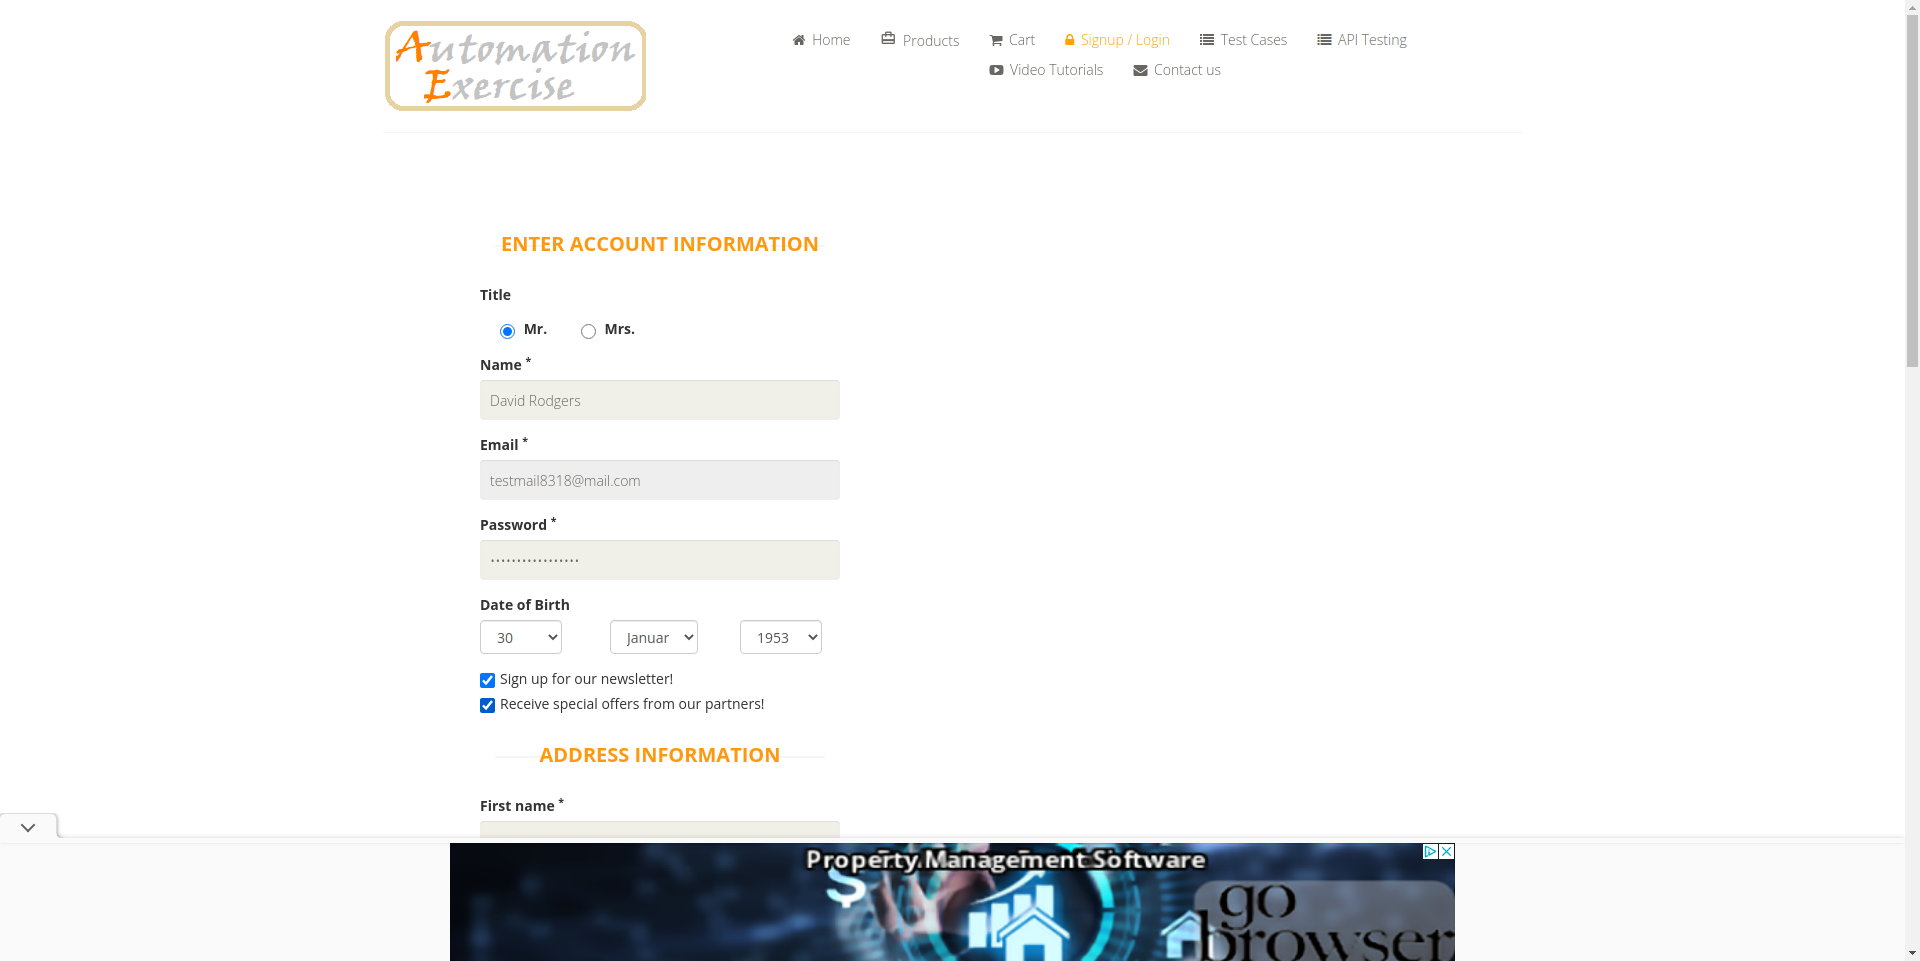 Automation
Exercise
Home
Products
Cart
Signup / Login
Test Cases
API Testing
Video Tutorials
Contact us
ENTER ACCOUNT INFORMATION
Title
Mr.
Mrs.
Name *
David Rodgers
Email *
testmail8318@mail.com
Password *
•••••••••••••••••
Date of Birth
30
Januar
1953
Sign up for our newsletter!
Receive special offers from our partners!
ADDRESS INFORMATION
First name *
Property Management Software
go
browser